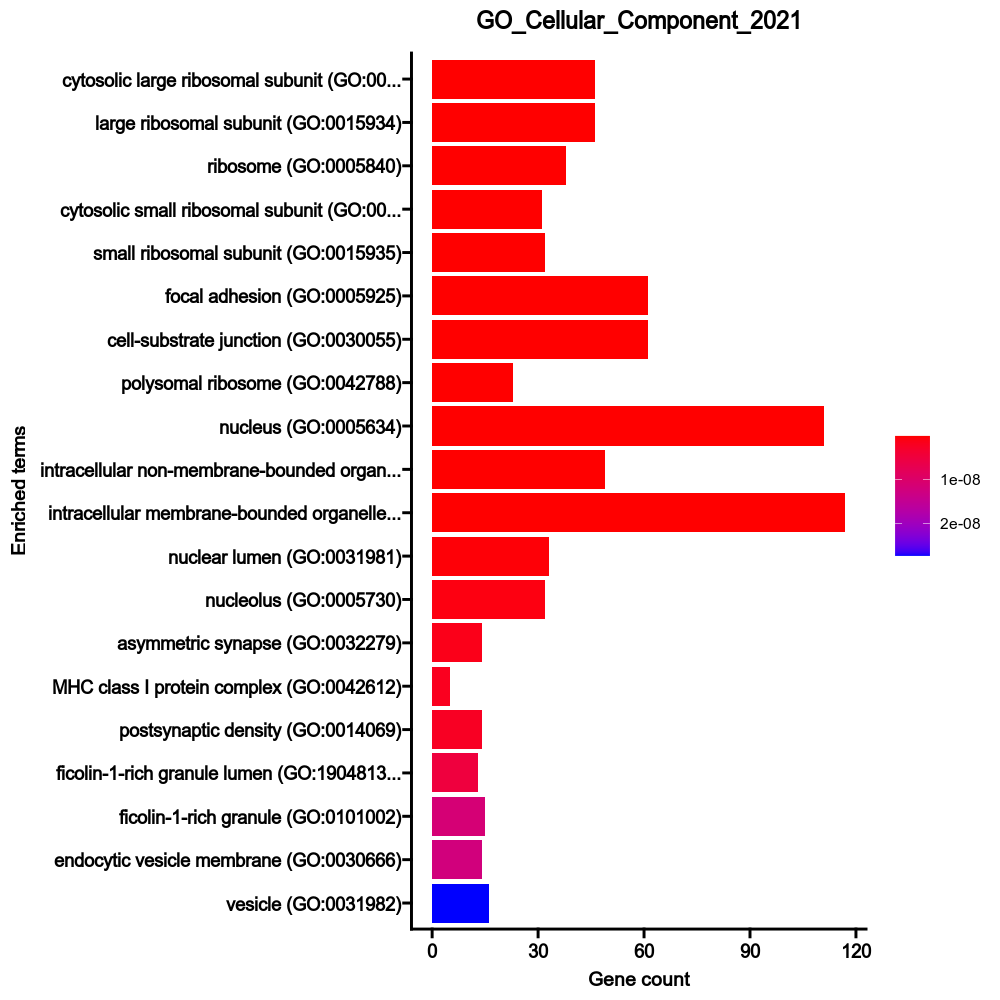 GO_Cellular_Component_2021
Enriched terms
cytosolic large ribosomal subunit (GO:00...
large ribosomal subunit (GO:0015934)
ribosome (GO:0005840)
cytosolic small ribosomal subunit (GO:00...
small ribosomal subunit (GO:0015935)
focal adhesion (GO:0005925)
cell-substrate junction (GO:0030055)
polysomal ribosome (GO:0042788)
nucleus (GO:0005634)
intracellular non-membrane-bounded organ...
intracellular membrane-bounded organelle...
nuclear lumen (GO:0031981)
nucleolus (GO:0005730)
asymmetric synapse (GO:0032279)
MHC class I protein complex (GO:0042612)
postsynaptic density (GO:0014069)
ficolin-1-rich granule lumen (GO:1904813...
ficolin-1-rich granule (GO:0101002)
endocytic vesicle membrane (GO:0030666)
vesicle (GO:0031982)
0 30 60 90 120
Gene count
1e-08
2e-08